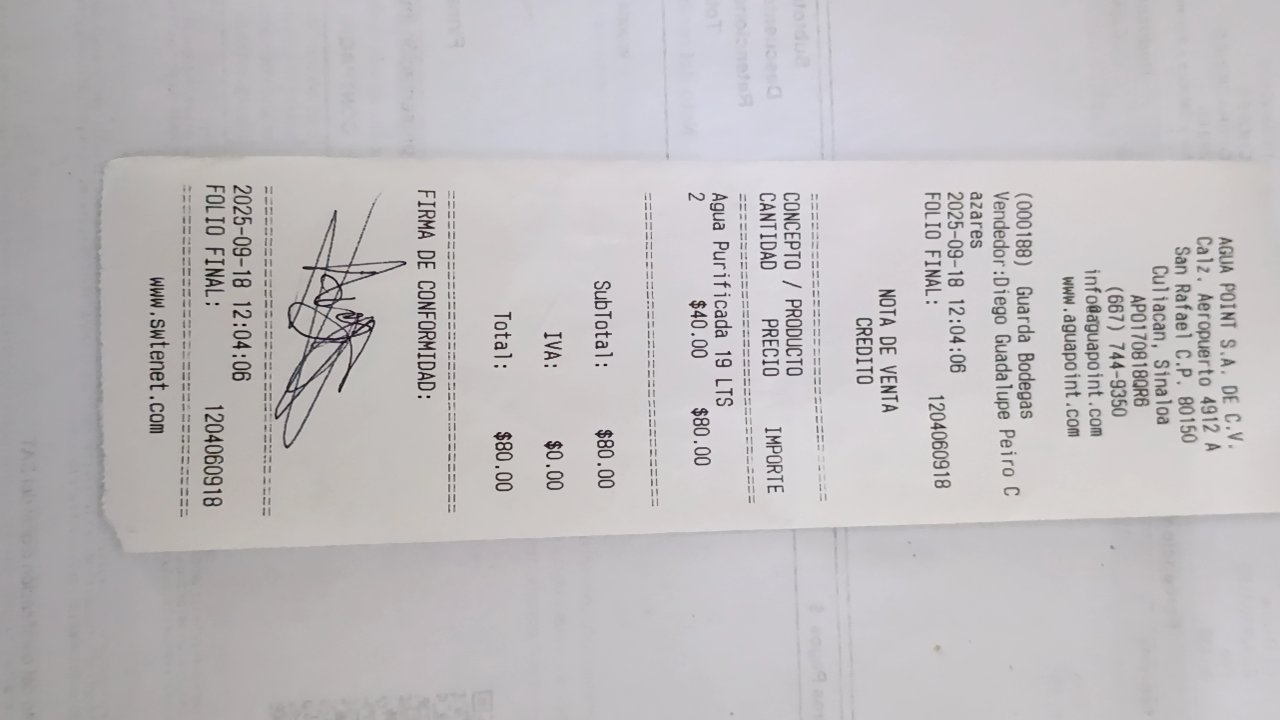 AGUA POINT S.A. DE C.V.
Calz. Aeropuerto 4912 A
San Rafael C.P. 80150
Culiacan, Sinaloa
APO170818QR6
(667) 744-9350
info@aguapoint.com
www.aguapoint.com
(000188) Guarda Bodegas
Vendedor:Diego Guadalupe Peiro C
azares
2025-09-18 12:04:06
FOLIO FINAL: 1204060918
NOTA DE VENTA
CREDITO
CONCEPTO / PRODUCTO
CANTIDAD PRECIO IMPORTE
Agua Purificada 19 LTS
2 $40.00 $80.00
SubTotal: $80.00
IVA: $0.00
Total: $80.00
FIRMA DE CONFORMIDAD:
2025-09-18 12:04:06
FOLIO FINAL: 1204060918
www.swtenet.com